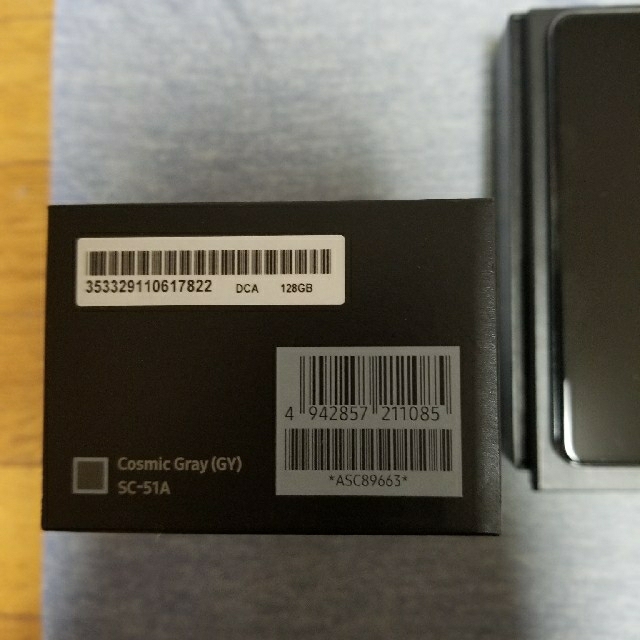 353329110617822 DCA 128GB
4 942857 211085
*ASC89663*
Cosmic Gray (GY)
SC-51A